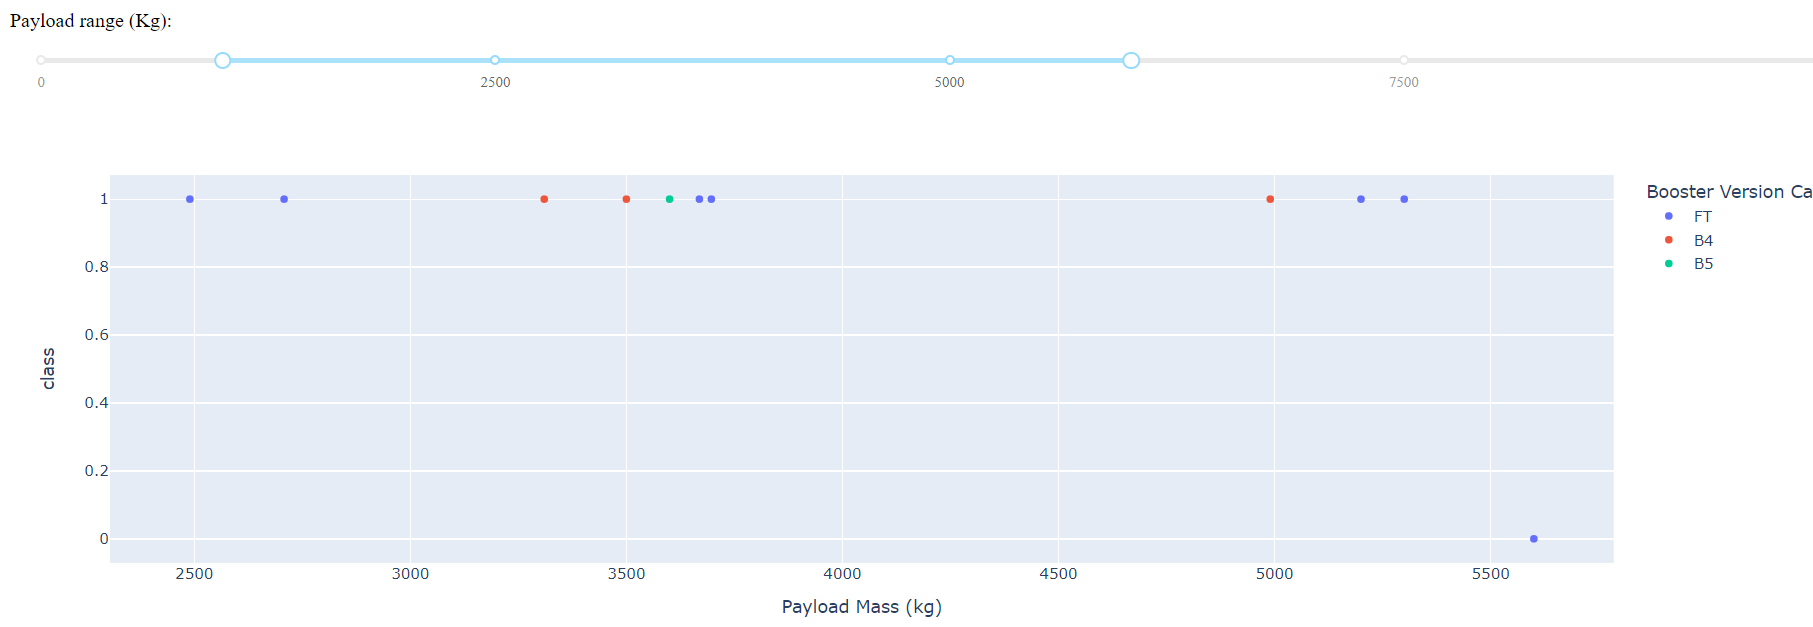 Payload range (Kg):
0 2500 5000 7500
Booster Version Ca
FT
B4
B5
1
0.8
0.6
0.4
0.2
0
class
2500 3000 3500 4000 4500 5000 5500
Payload Mass (kg)